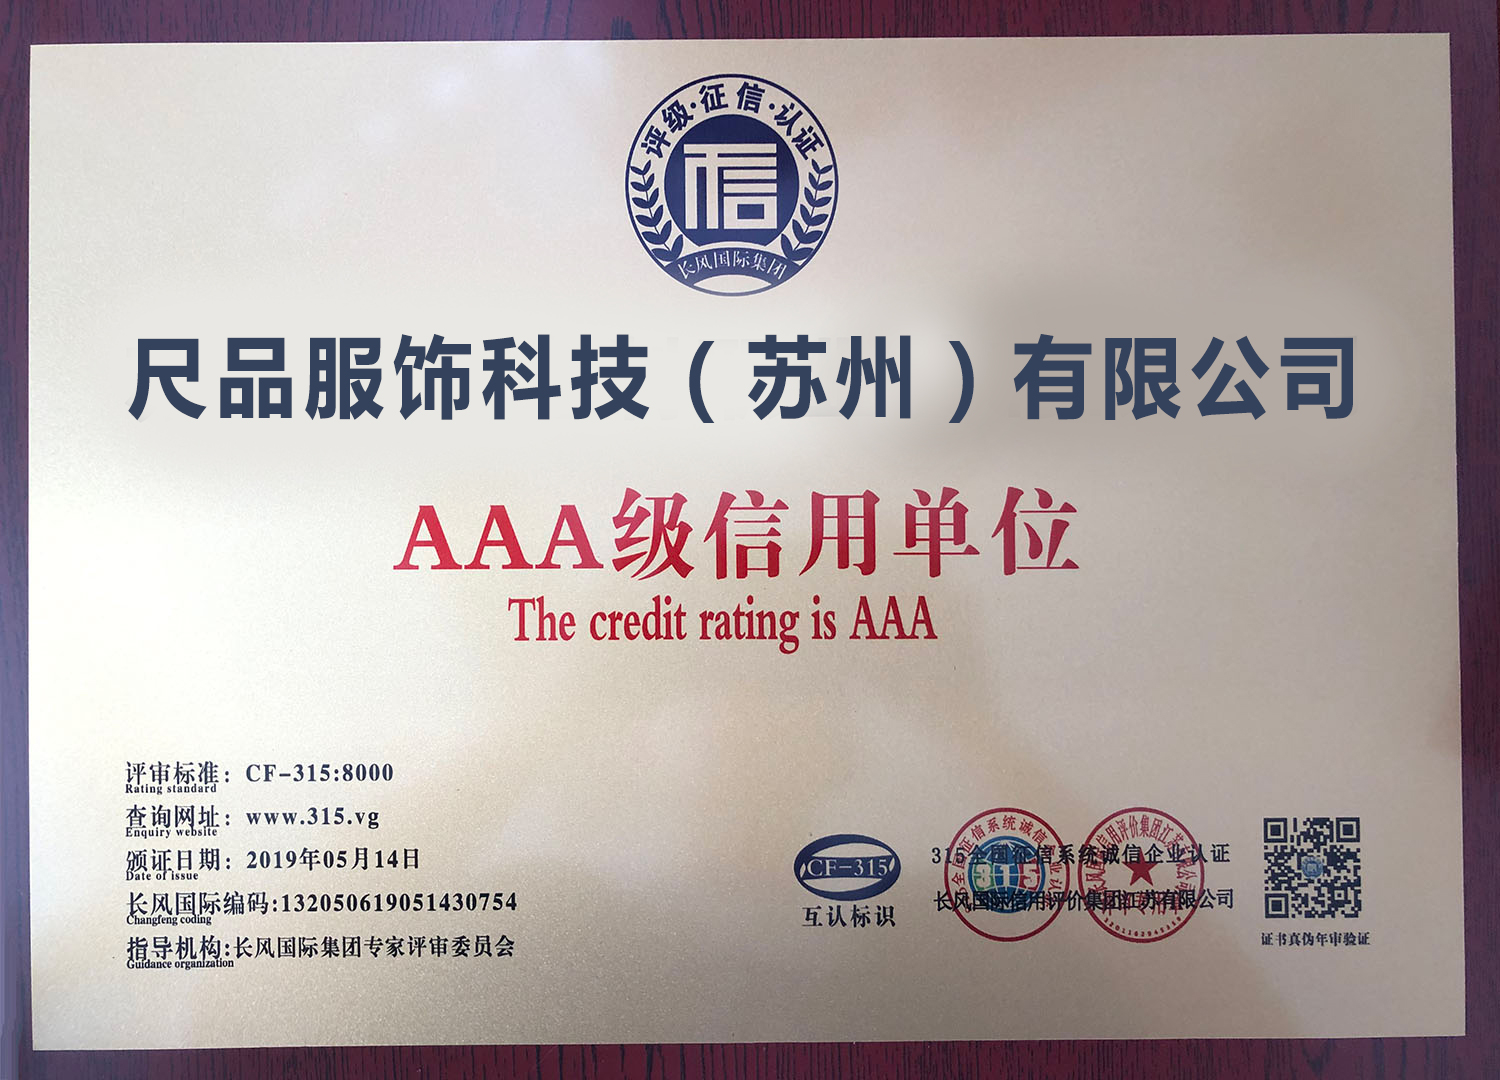 评级·征信·认证
信
长风国际集团
尺品服饰科技（苏州）有限公司
AAA级信用单位
The credit rating is AAA
评审标准：CF-315:8000
Rating standard
查询网址：www.315.vg
Enquiry website
颁证日期：2019年05月14日
Date of issue
长风国际编码:132050619051430754
Changfeng coding
指导机构:长风国际集团专家评审委员会
Guidance organization
CF-315
互认标识
315全国征信系统诚信企业认证
长风国际信用评价集团江苏有限公司
315
证书真伪年审验证